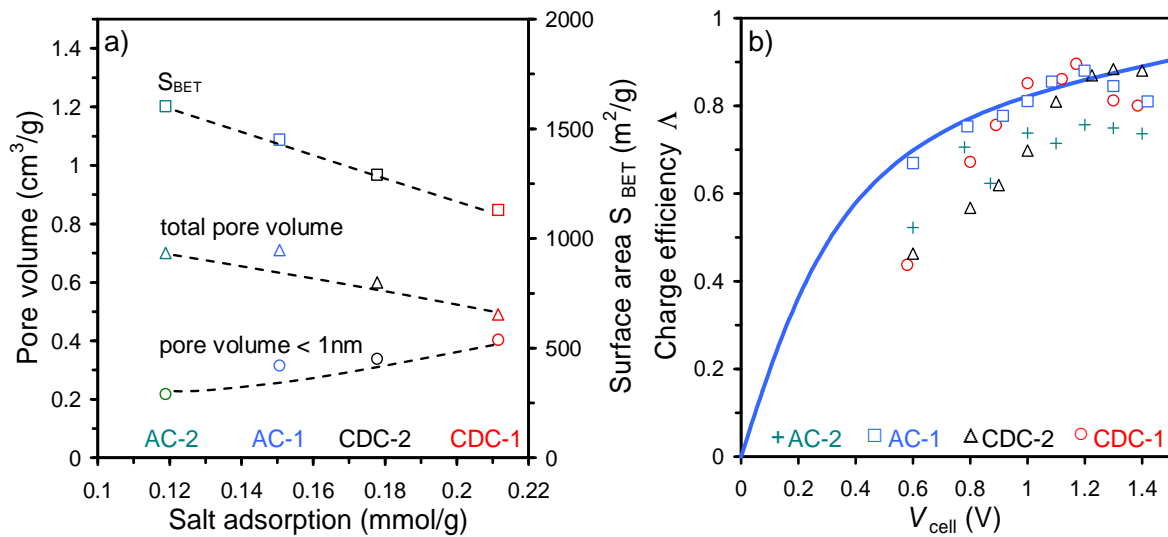 a)
1.4
1.2
1
0.8
0.6
0.4
0.2
0
Pore volume (cm³/g)
S_BET
total pore volume
pore volume < 1nm
AC-2 AC-1 CDC-2 CDC-1
0.1 0.12 0.14 0.16 0.18 0.2 0.22
Salt adsorption (mmol/g)
2000
1500
1000
500
0
Surface area S BET (m²/g)
b)
1
0.8
0.6
0.4
0.2
0
Charge efficiency Λ
AC-2 AC-1 CDC-2 CDC-1
0 0.2 0.4 0.6 0.8 1.0 1.2 1.4
V_cell (V)